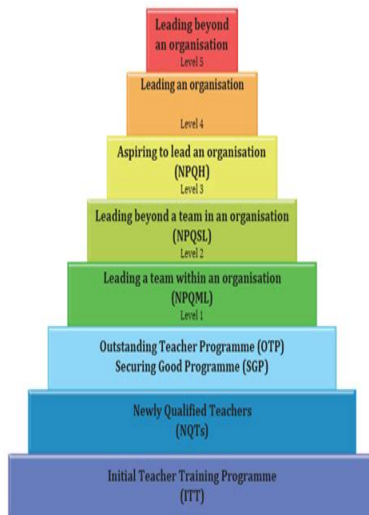 Leading beyond
an organisation
Level 5
Leading an organisation
Level 4
Aspiring to lead an organisation
(NPQH)
Level 3
Leading beyond a team in an organisation
(NPQSL)
Level 2
Leading a team within an organisation
(NPQML)
Level 1
Outstanding Teacher Programme (OTP)
Securing Good Programme (SGP)
Newly Qualified Teachers
(NQTs)
Initial Teacher Training Programme
(ITT)